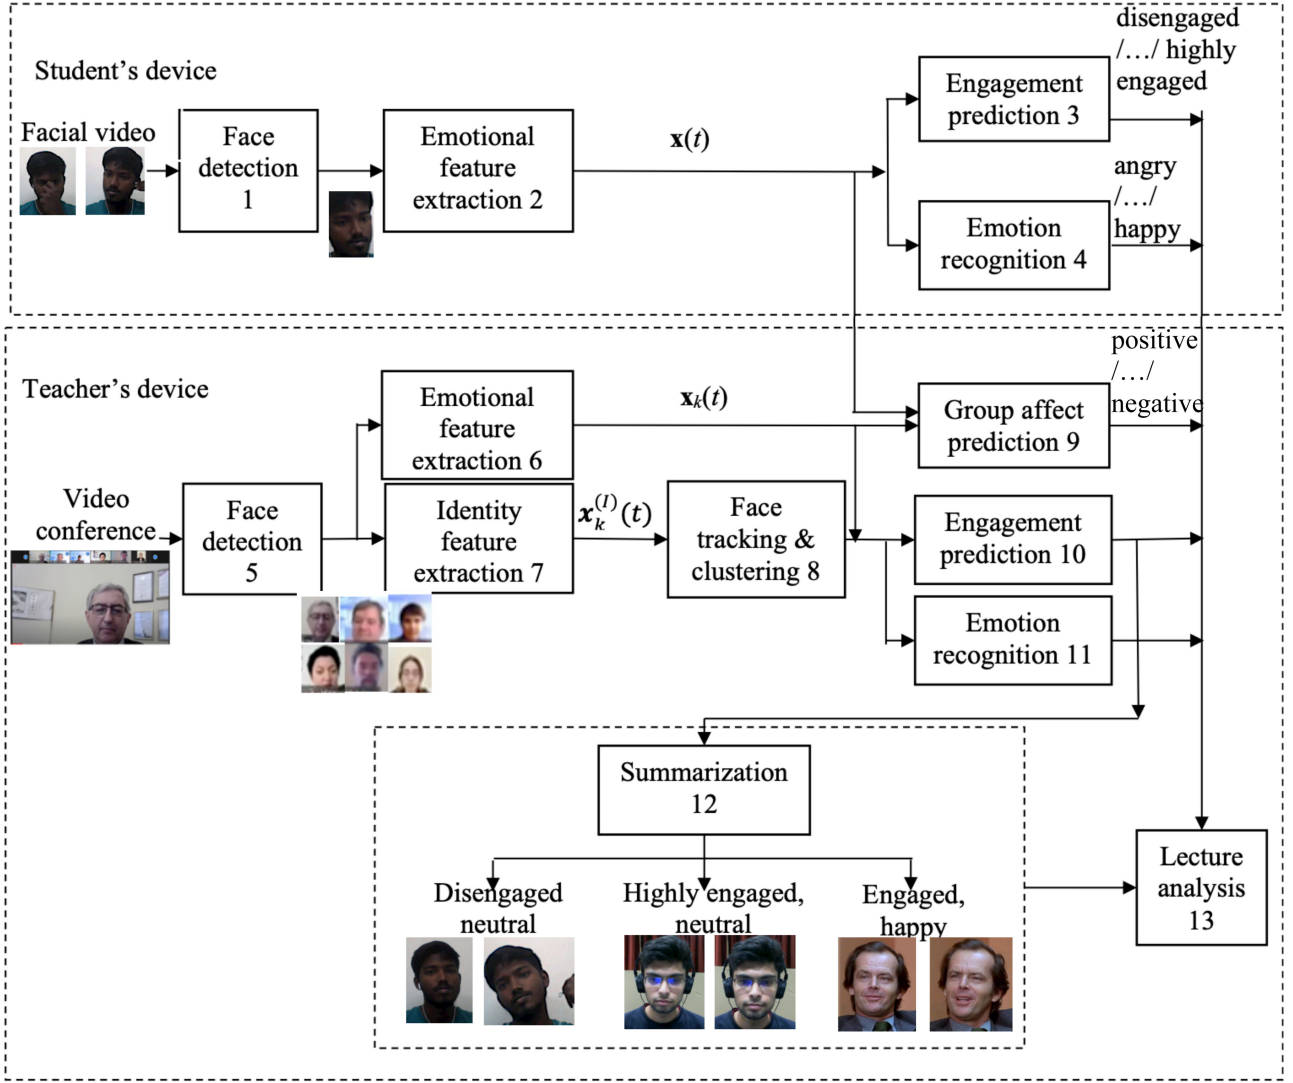 Student’s device
Facial video
Face
detection
1
Emotional
feature
extraction 2
x(t)
Engagement
prediction 3
disengaged
/…/ highly
engaged
Emotion
recognition 4
angry
/…/
happy
Teacher’s device
Video
conference
Face
detection
5
Emotional
feature
extraction 6
xₖ(t)
Identity
feature
extraction 7
xₖ⁽ᴵ⁾(t)
Face
tracking &
clustering 8
Group affect
prediction 9
positive
/…/
negative
Engagement
prediction 10
Emotion
recognition 11
Summarization
12
Disengaged
neutral
Highly engaged,
neutral
Engaged,
happy
Lecture
analysis
13